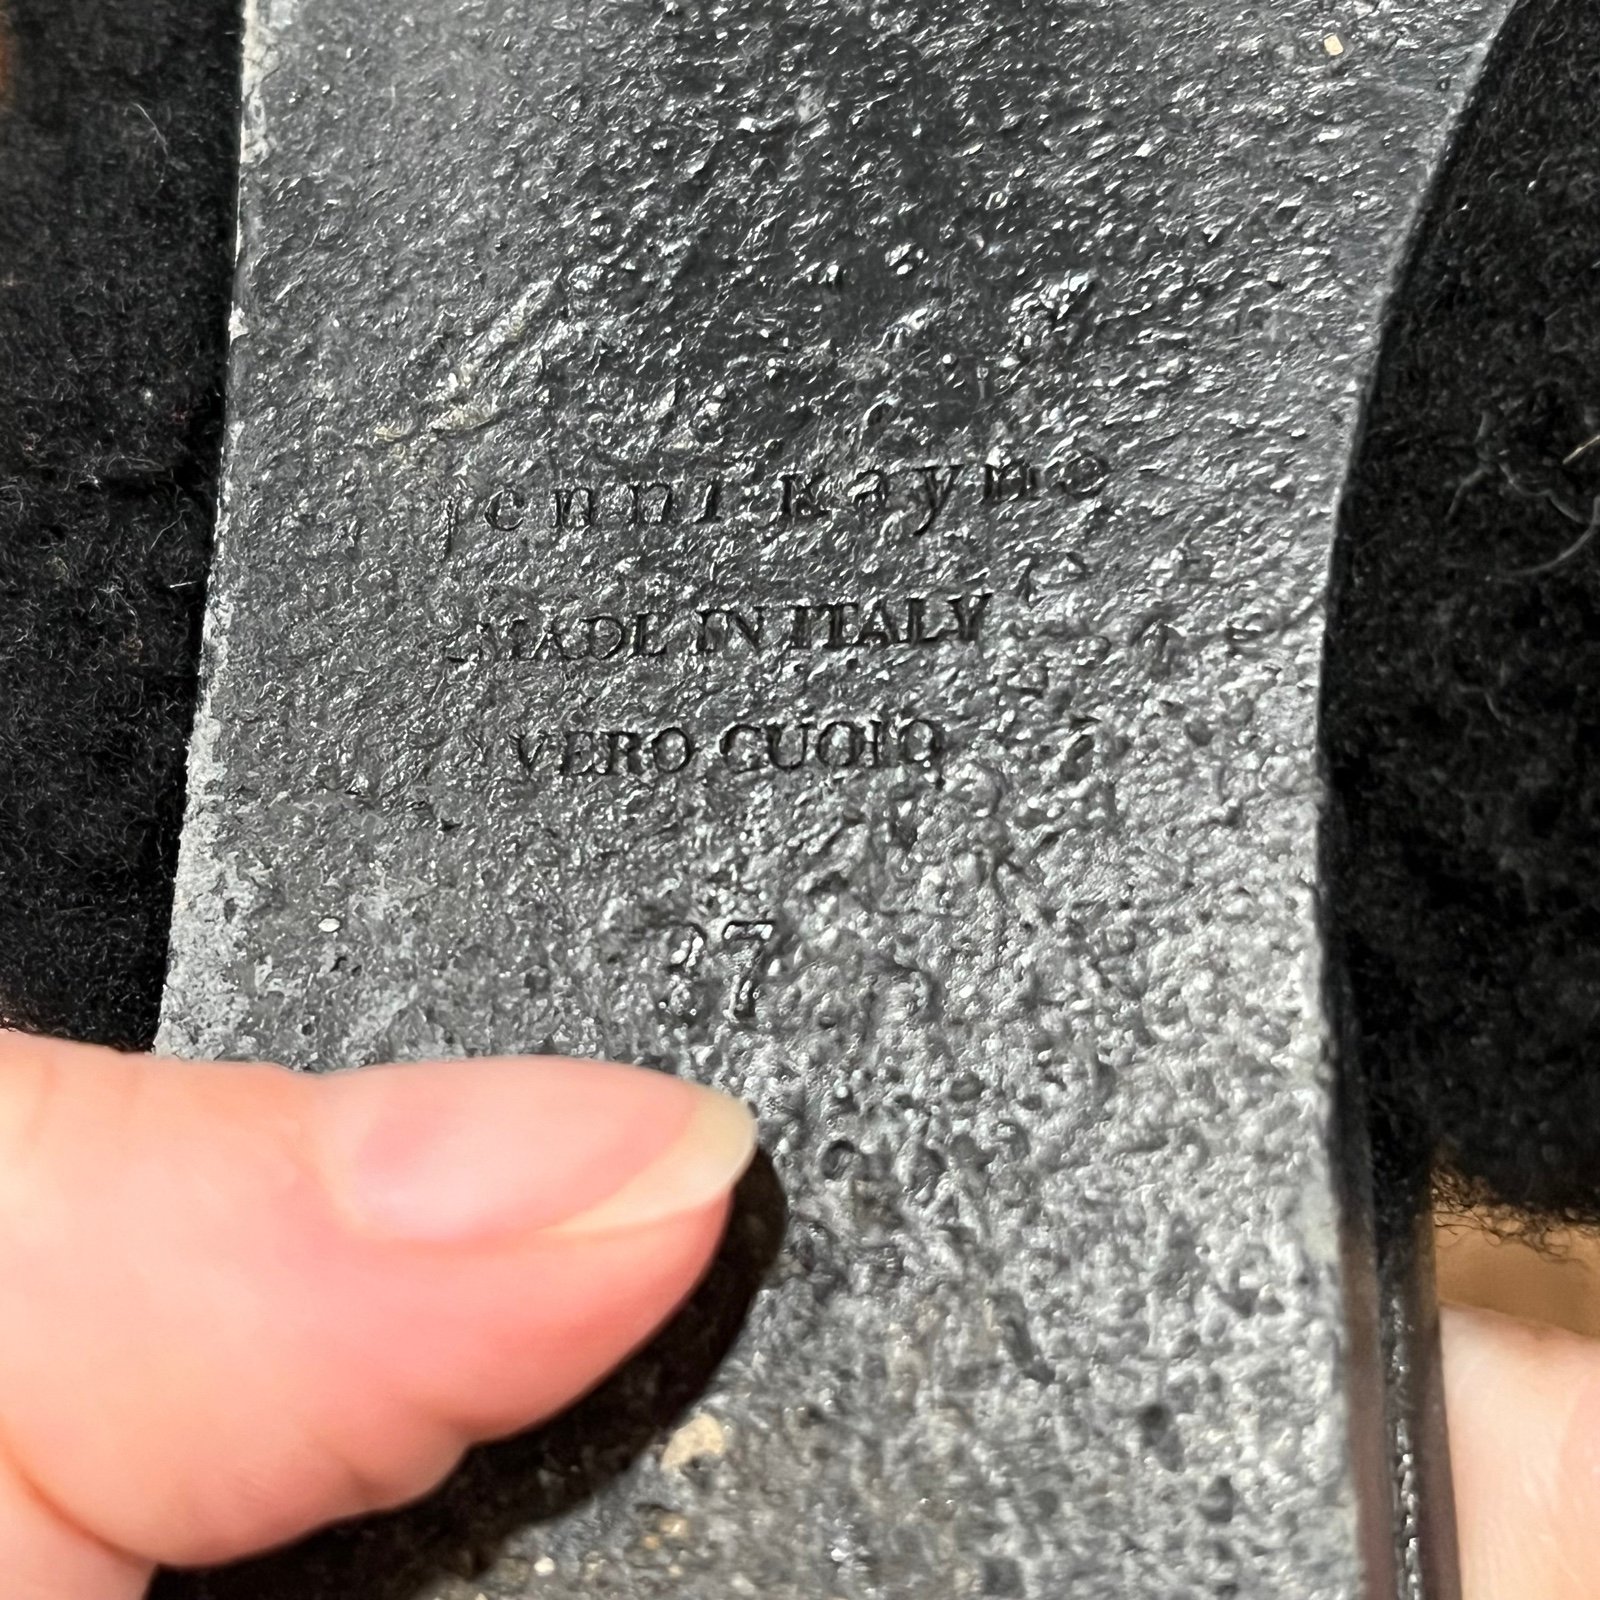 jenni kayne
MADE IN ITALY
VERO CUOIO
37